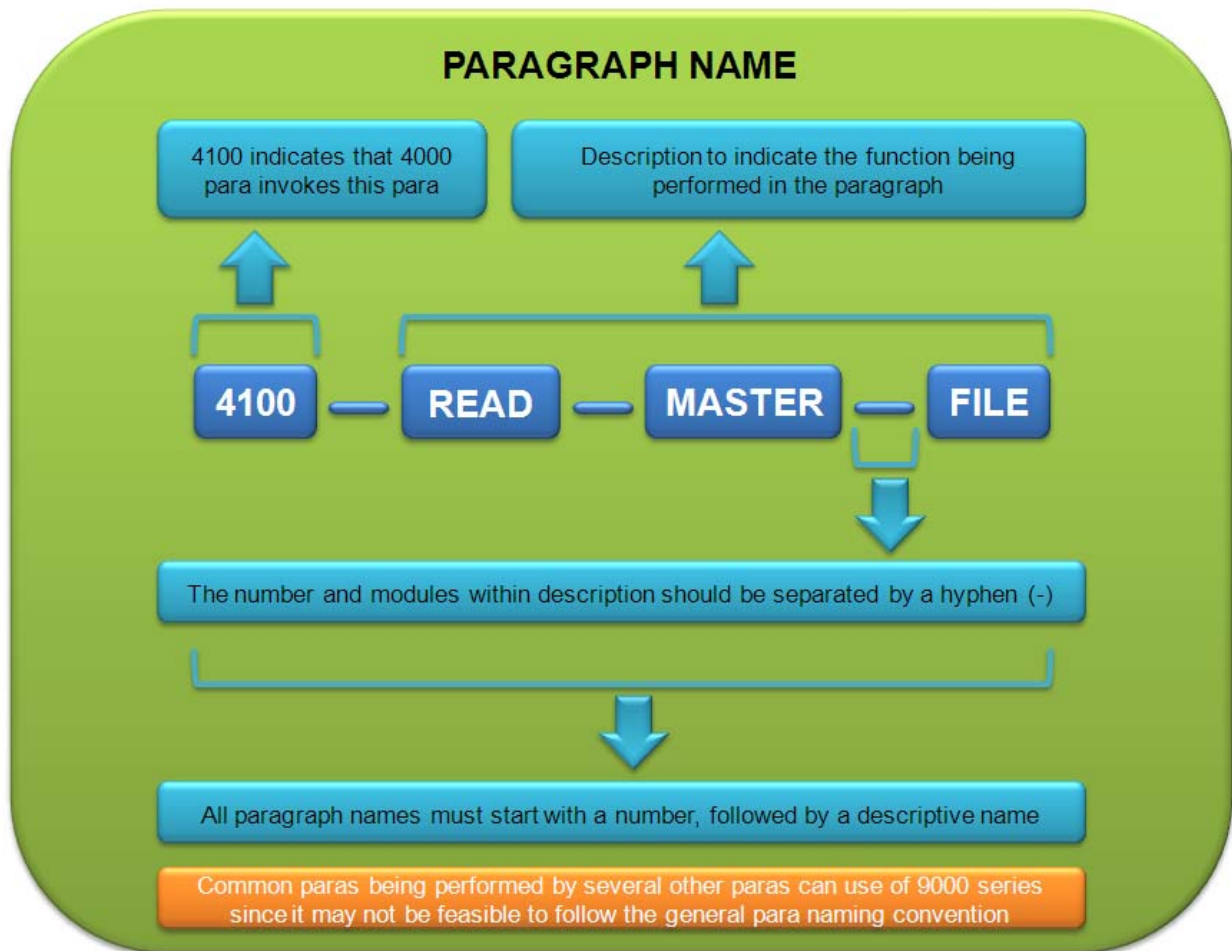 PARAGRAPH NAME
4100 indicates that 4000
para invokes this para
Description to indicate the function being
performed in the paragraph
4100 — READ — MASTER — FILE
The number and modules within description should be separated by a hyphen (-)
All paragraph names must start with a number, followed by a descriptive name
Common paras being performed by several other paras can use of 9000 series
since it may not be feasible to follow the general para naming convention